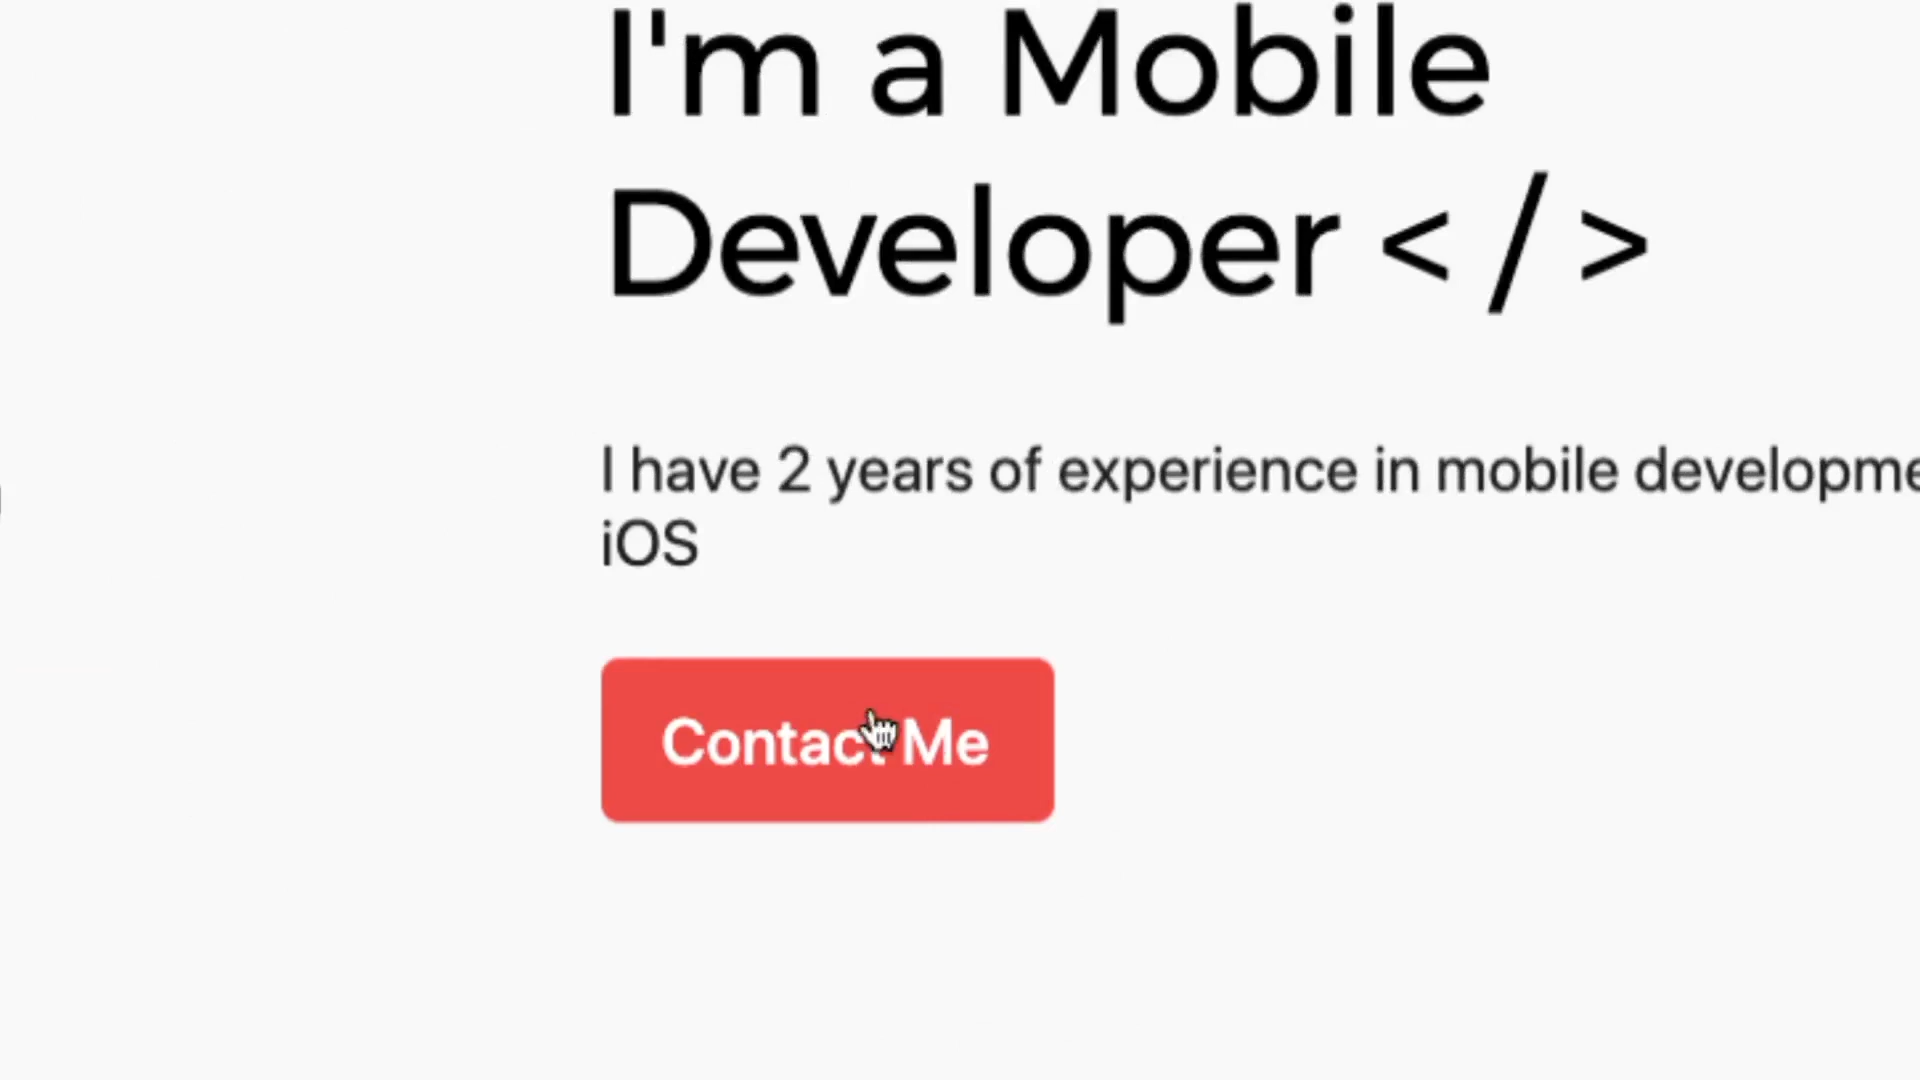 I'm a Mobile
Developer </>
I have 2 years of experience in mobile developme
iOS
Contact Me